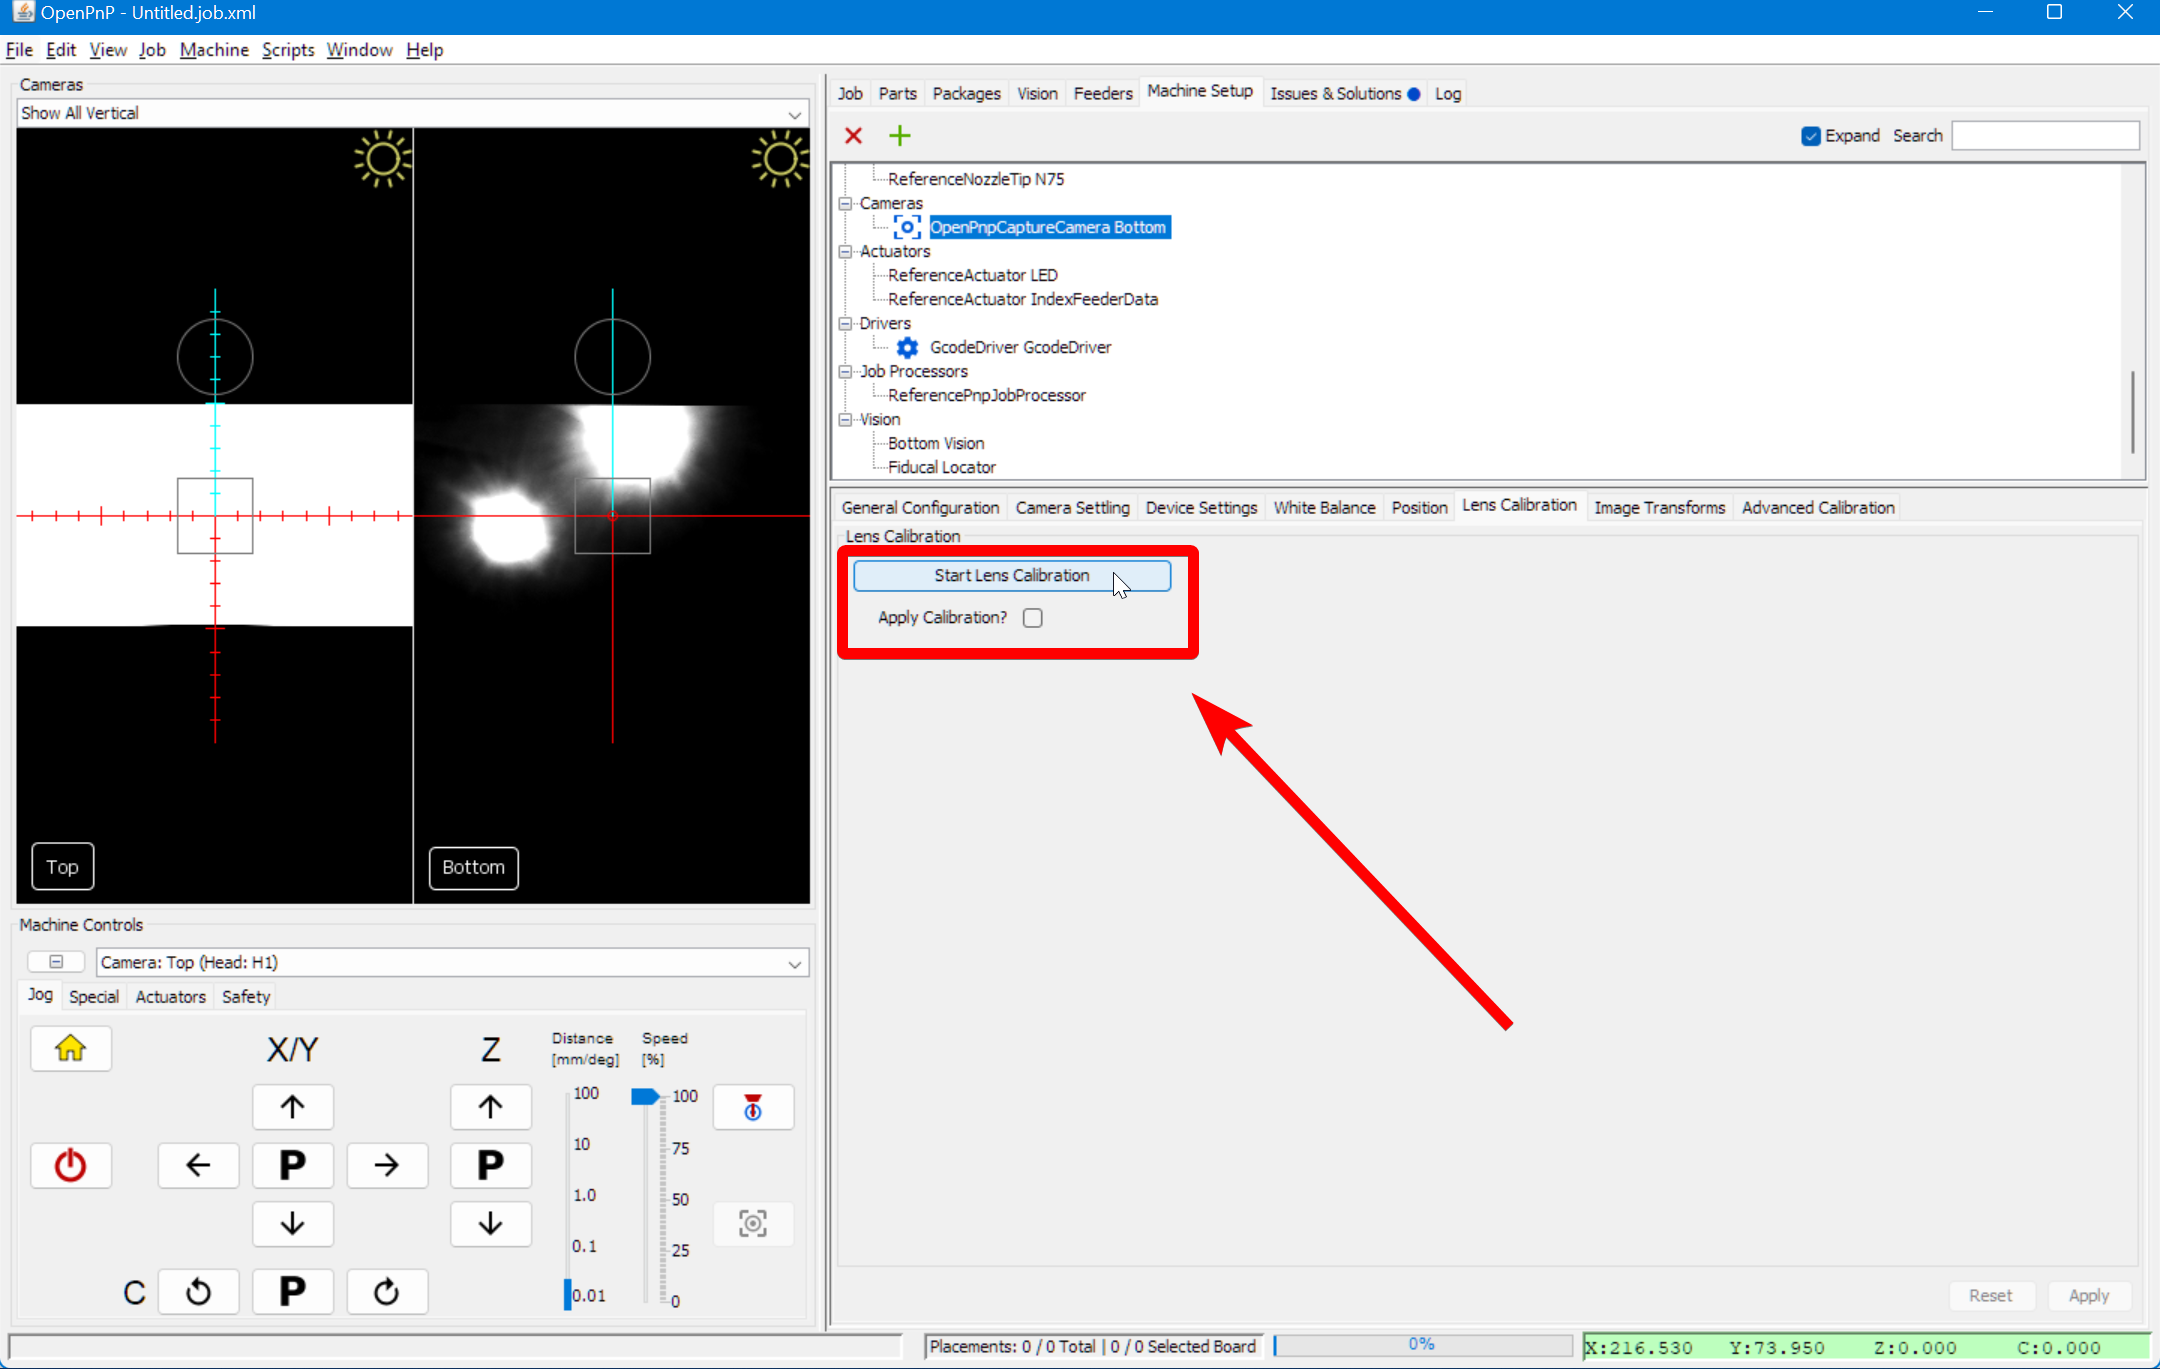 OpenPnP - Untitled.job.xml
File Edit View Job Machine Scripts Window Help
Cameras
Show All Vertical
Top
Bottom
Machine Controls
Camera: Top (Head: H1)
Jog Special Actuators Safety
X/Y
Z
Distance
[mm/deg]
Speed
[%]
100
10
1.0
0.1
0.01
100
75
50
25
0
P
P
C
P
Job Parts Packages Vision Feeders Machine Setup Issues & Solutions Log
Expand Search
ReferenceNozzleTip N75
Cameras
OpenPnpCaptureCamera Bottom
Actuators
ReferenceActuator LED
ReferenceActuator IndexFeederData
Drivers
GcodeDriver GcodeDriver
Job Processors
ReferencePnpJobProcessor
Vision
Bottom Vision
Fiducal Locator
General Configuration Camera Settling Device Settings White Balance Position Lens Calibration Image Transforms Advanced Calibration
Lens Calibration
Start Lens Calibration
Apply Calibration?
Reset Apply
Placements: 0 / 0 Total | 0 / 0 Selected Board
0%
X:216.530 Y:73.950 Z:0.000 C:0.000